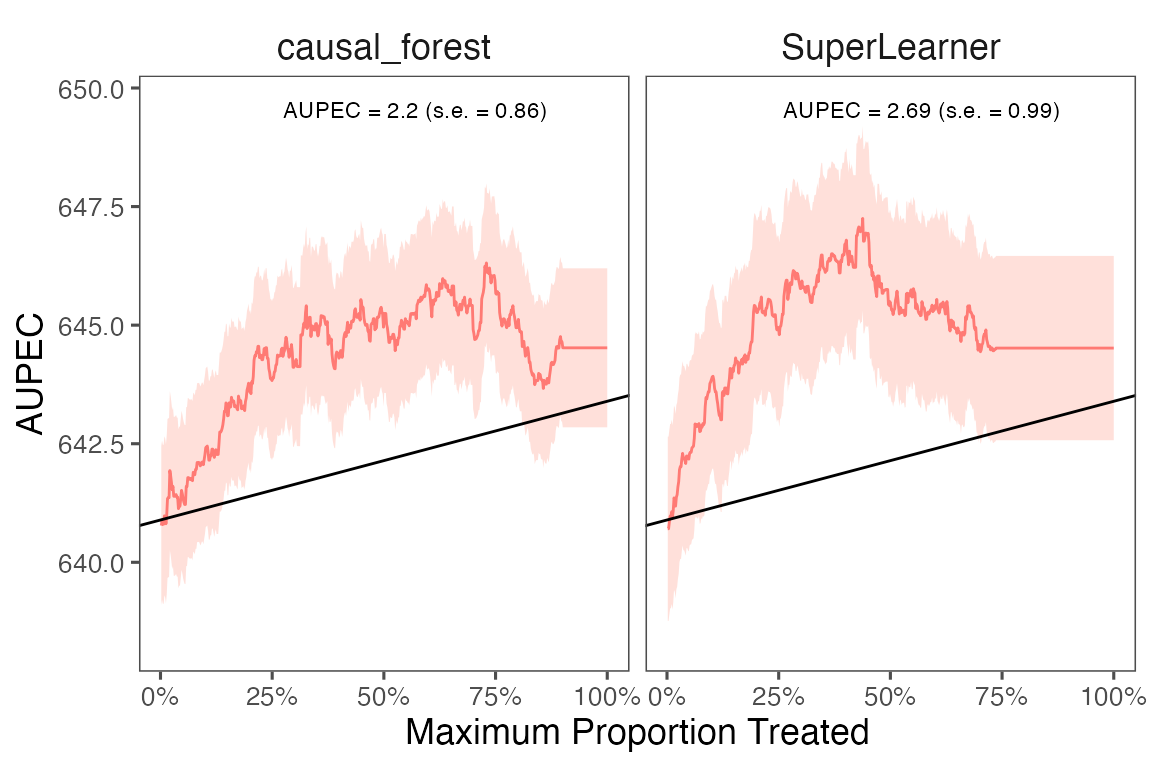 causal_forest
SuperLearner
AUPEC = 2.2 (s.e. = 0.86)
AUPEC = 2.69 (s.e. = 0.99)
AUPEC
650.0
647.5
645.0
642.5
640.0
0% 25% 50% 75% 100%
0% 25% 50% 75% 100%
Maximum Proportion Treated